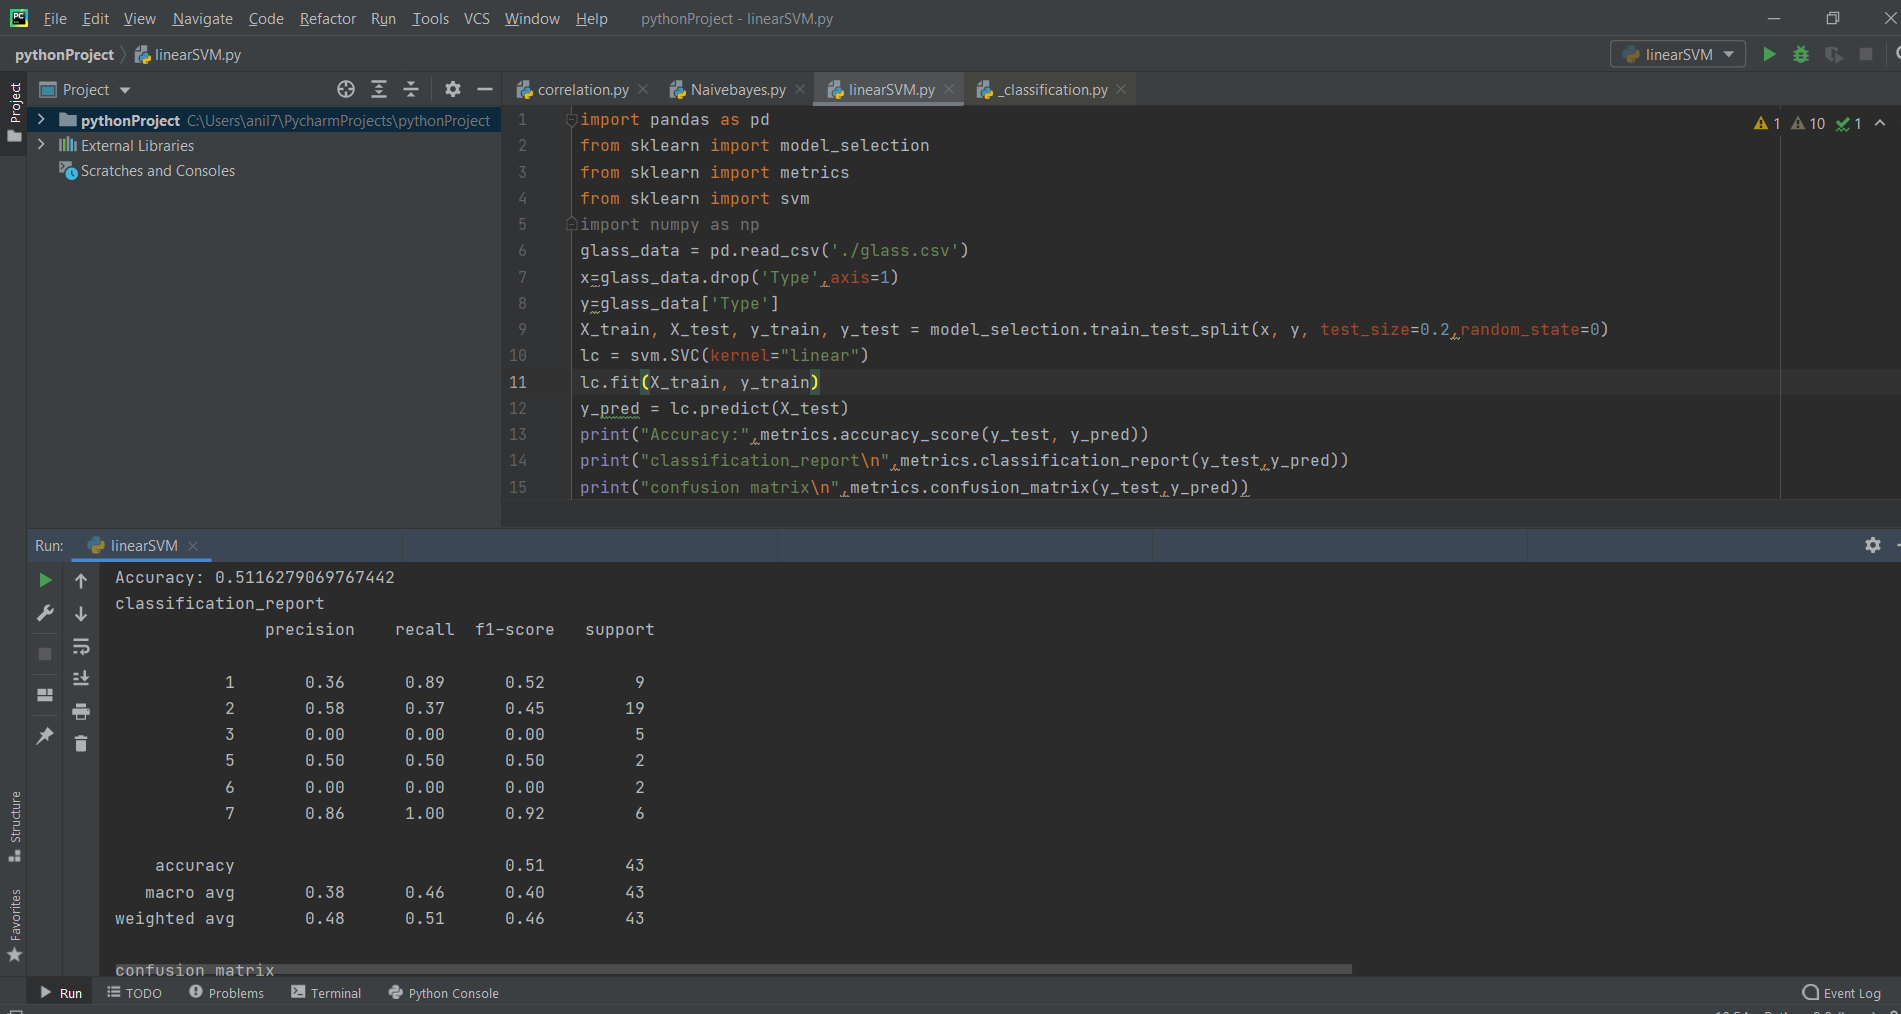 PC File Edit View Navigate Code Refactor Run Tools VCS Window Help pythonProject - linearSVM.py
pythonProject linearSVM.py linearSVM
Project
Project
correlation.py Naivebayes.py linearSVM.py _classification.py
pythonProject C:\Users\anil7\PycharmProjects\pythonProject
External Libraries
Scratches and Consoles
1 import pandas as pd
2 from sklearn import model_selection
3 from sklearn import metrics
4 from sklearn import svm
5 import numpy as np
6 glass_data = pd.read_csv('./glass.csv')
7 x=glass_data.drop('Type',axis=1)
8 y=glass_data['Type']
9 X_train, X_test, y_train, y_test = model_selection.train_test_split(x, y, test_size=0.2,random_state=0)
10 lc = svm.SVC(kernel="linear")
11 lc.fit(X_train, y_train)
12 y_pred = lc.predict(X_test)
13 print("Accuracy:",metrics.accuracy_score(y_test, y_pred))
14 print("classification_report\n",metrics.classification_report(y_test,y_pred))
15 print("confusion matrix\n",metrics.confusion_matrix(y_test,y_pred))
1 10 1
Run: linearSVM
Accuracy: 0.5116279069767442
classification_report
precision recall f1-score support
1 0.36 0.89 0.52 9
2 0.58 0.37 0.45 19
3 0.00 0.00 0.00 5
5 0.50 0.50 0.50 2
6 0.00 0.00 0.00 2
7 0.86 1.00 0.92 6
accuracy 0.51 43
macro avg 0.38 0.46 0.40 43
weighted avg 0.48 0.51 0.46 43
confusion matrix
Structure
Favorites
Run TODO Problems Terminal Python Console Event Log